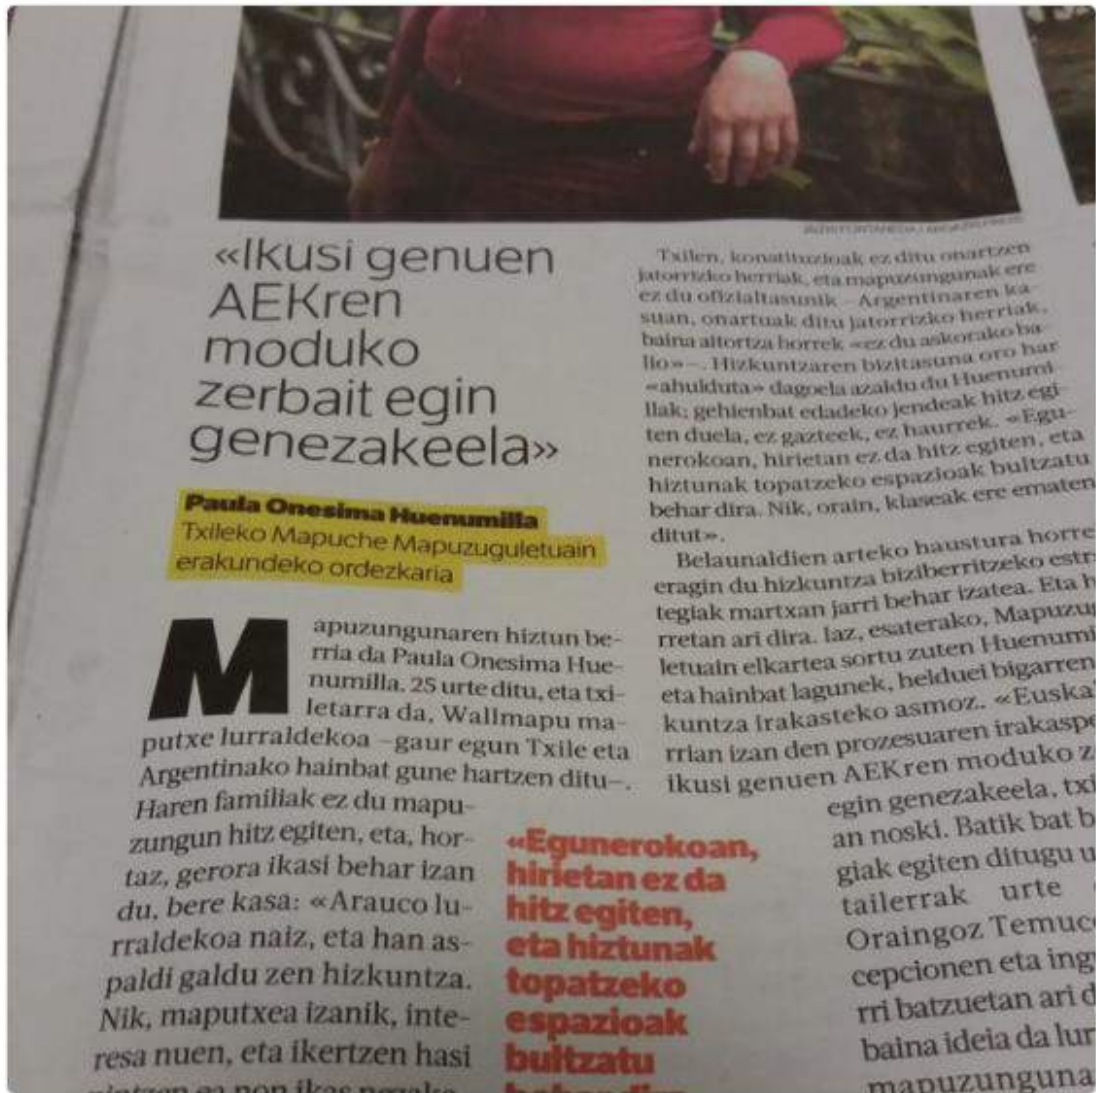 «Ikusi genuen
AEKren
moduko
zerbait egin
genezakeela»
Paula Onesima Huenumilla
Txileko Mapuche Mapuzuguletuain
erakundeko ordezkaria
Mapuzungunaren hiztun be-
rria da Paula Onesima Hue-
numilla. 25 urte ditu, eta txi-
letarra da, Wallmapu ma-
putxe lurraldekoa –gaur egun Txile eta
Argentinako hainbat gune hartzen ditu–.
Haren familiak ez du mapu-
zungun hitz egiten, eta, hor-
taz, gerora ikasi behar izan
du, bere kasa: «Arauco lu-
rraldekoa naiz, eta han as-
paldi galdu zen hizkuntza.
Nik, maputxea izanik, inte-
resa nuen, eta ikertzen hasi
«Egunerokoan,
hirietan ez da
hitz egiten,
eta hiztunak
topatzeko
espazioak
bultzatu
Txilen, konstituzioak ez ditu onartzen
jatorrizko herriak, eta mapuzungunak ere
ez du ofizialtasunik –Argentinaren ka-
suan, onartuak ditu jatorrizko herriak,
baina aitortza horrek «ez du askorako ba-
lio»–. Hizkuntzaren bizitasuna oro har
«ahulduta» dagoela azaldu du Huenumi-
llak; gehienbat edadeko jendeak hitz egi-
ten duela, ez gazteek, ez haurrek. «Egu-
nerokoan, hirietan ez da hitz egiten, eta
hiztunak topatzeko espazioak bultzatu
behar dira. Nik, orain, klaseak ere ematen
ditut».
Belaunaldien arteko haustura horre
eragin du hizkuntza biziberritzeko estr
tegiak martxan jarri behar izatea. Eta h
rretan ari dira. Iaz, esaterako, Mapuzu
letuain elkartea sortu zuten Huenumi
eta hainbat lagunek, helduei bigarren
kuntza irakasteko asmoz. «Euska
rrian izan den prozesuaren irakaspe
ikusi genuen AEKren moduko z
egin genezakeela, txi
an noski. Batik bat b
giak egiten ditugu u
tailerrak urte
Oraingoz Temuc
cepcionen eta ing
rri batzuetan ari d
baina ideia da lur
mapuzunguna